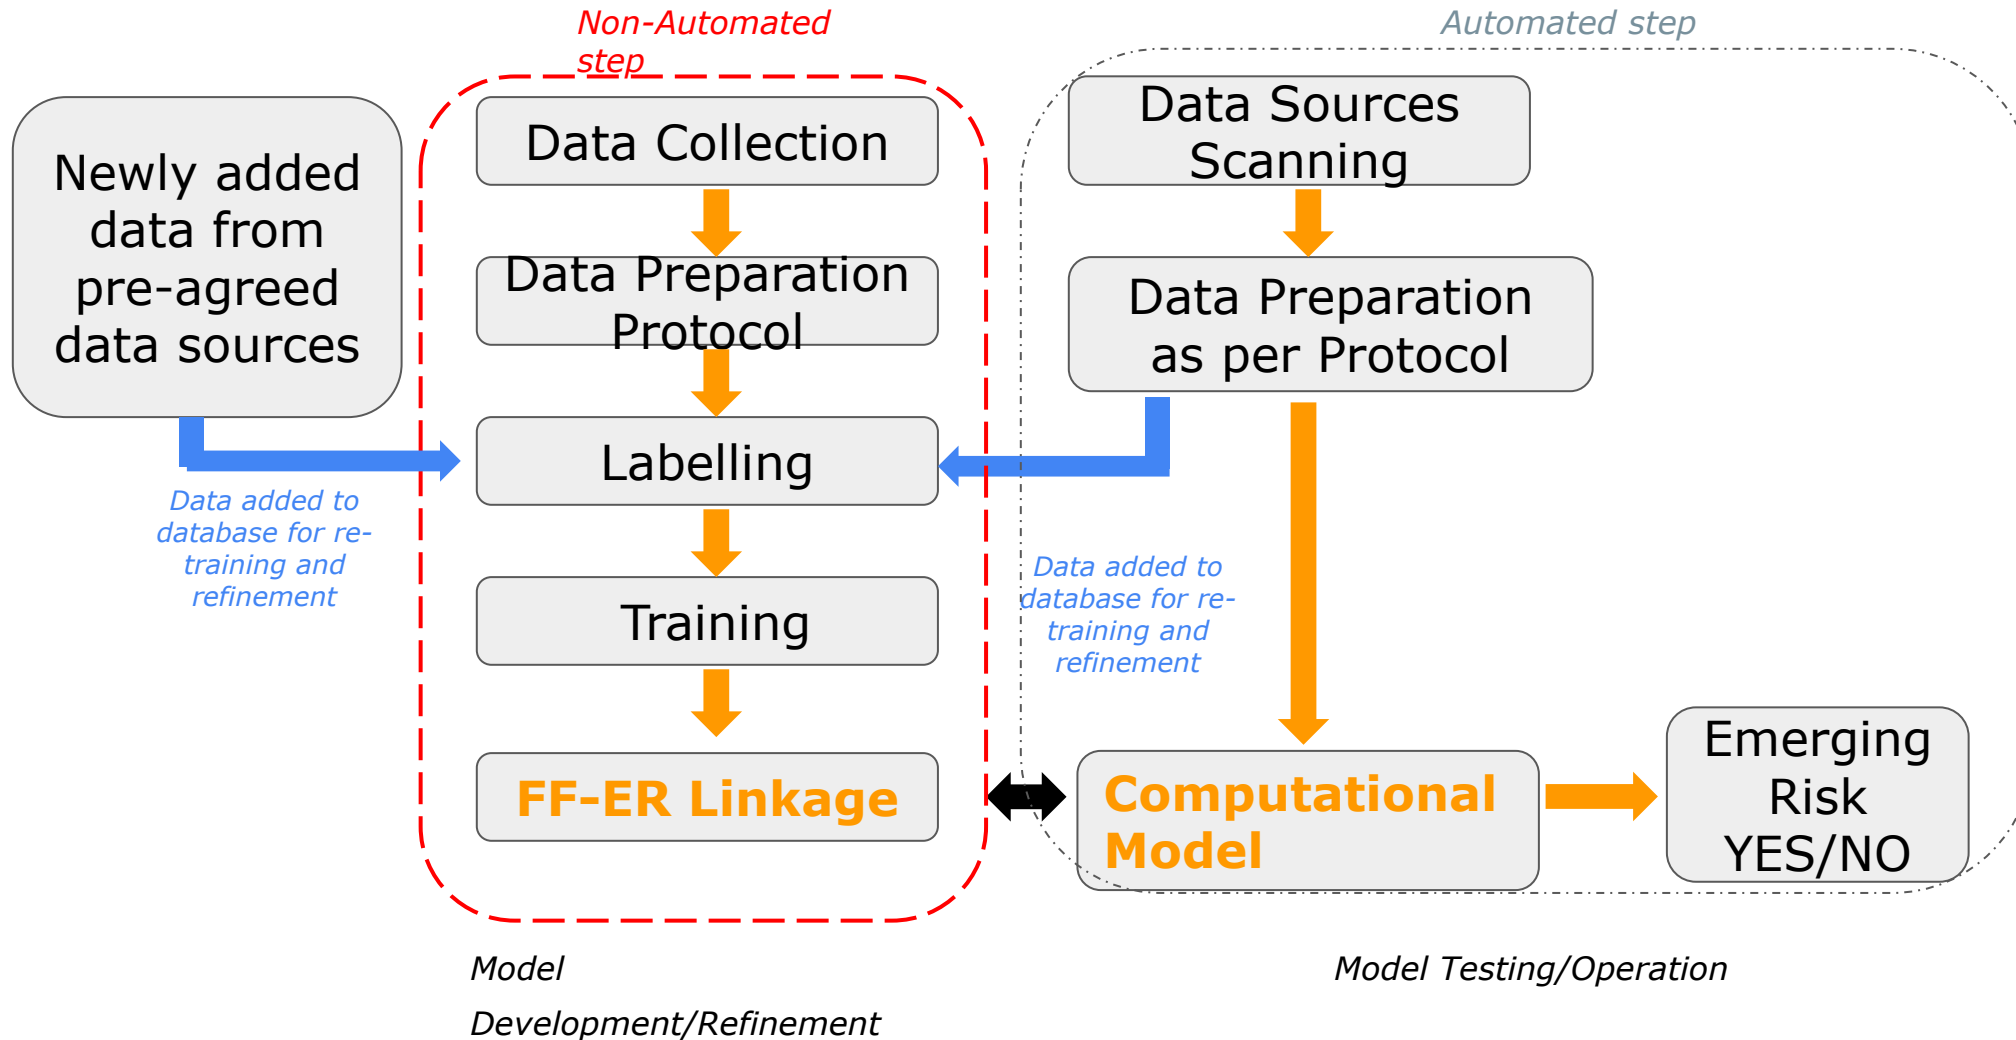 Non-Automated
step
Automated step
Newly added
data from
pre-agreed
data sources
Data added to
database for re-
training and
refinement
Data Collection
Data Preparation
Protocol
Labelling
Training
FF-ER Linkage
Data Sources
Scanning
Data Preparation
as per Protocol
Data added to
database for re-
training and
refinement
Computational
Model
Emerging
Risk
YES/NO
Model
Development/Refinement
Model Testing/Operation